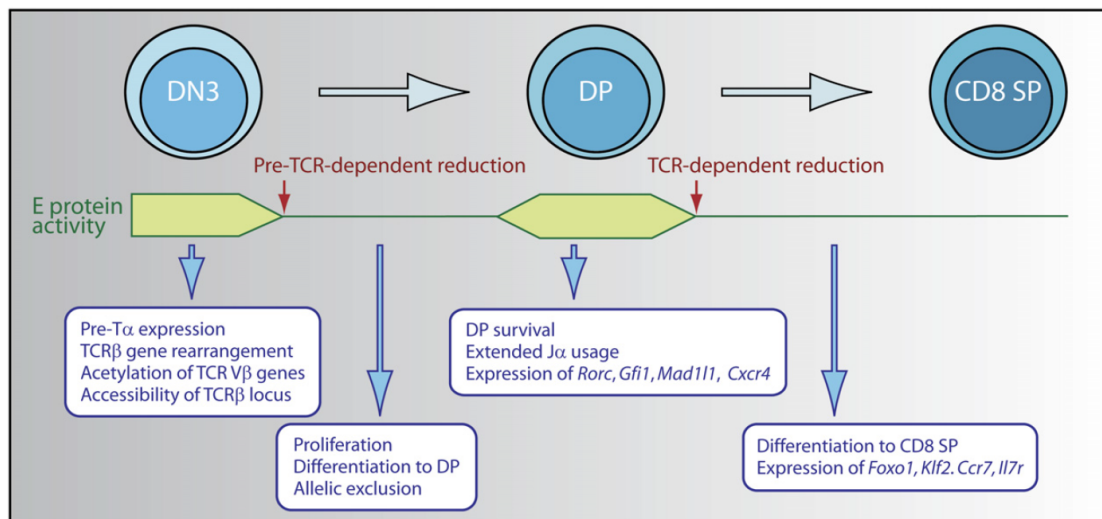 DN3
DP
CD8 SP
Pre-TCR-dependent reduction
TCR-dependent reduction
E protein
activity
Pre-Tα expression
TCRβ gene rearrangement
Acetylation of TCR Vβ genes
Accessibility of TCRβ locus
DP survival
Extended Jα usage
Expression of Rorc, Gfi1, Mad1l1, Cxcr4
Proliferation
Differentiation to DP
Allelic exclusion
Differentiation to CD8 SP
Expression of Foxo1, Klf2. Ccr7, Il7r